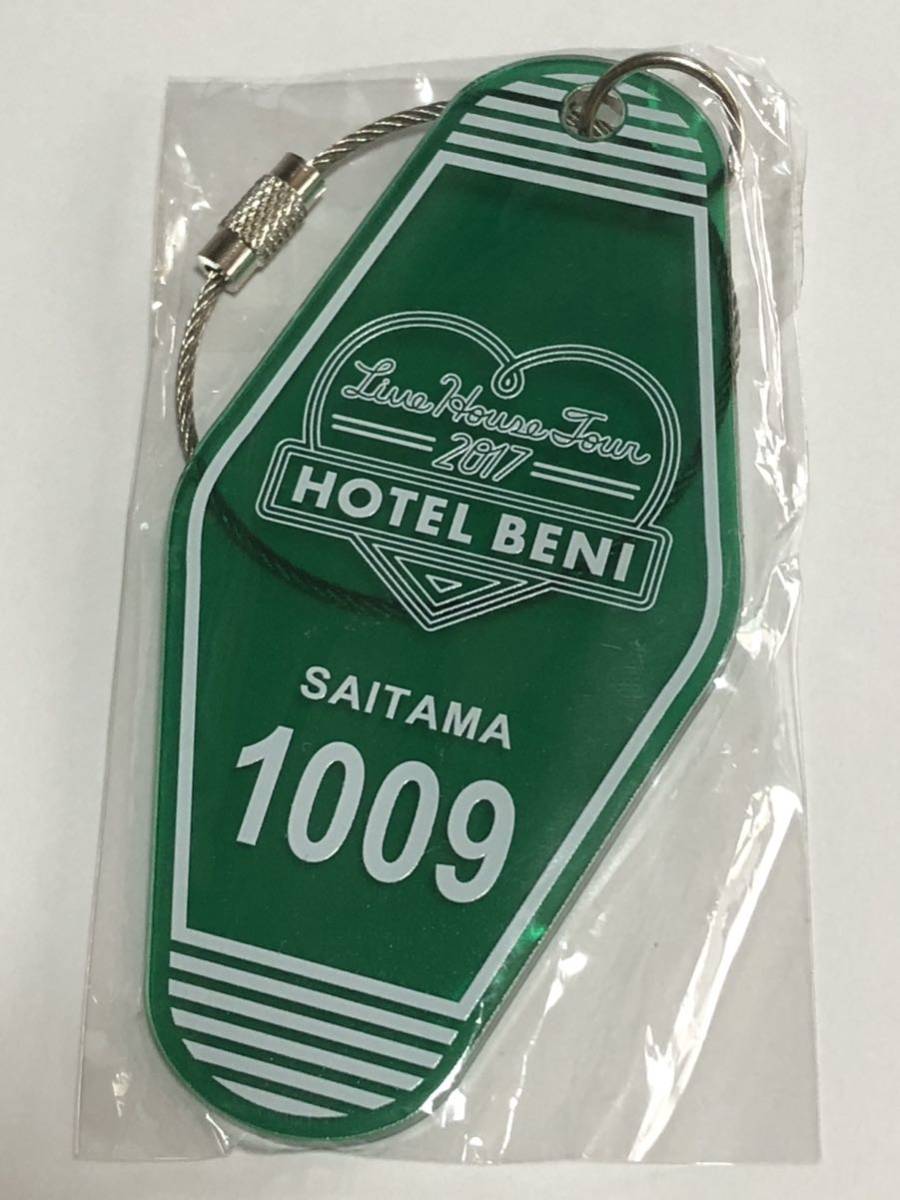 Live House Tour
2017
HOTEL BENI
SAITAMA
1009